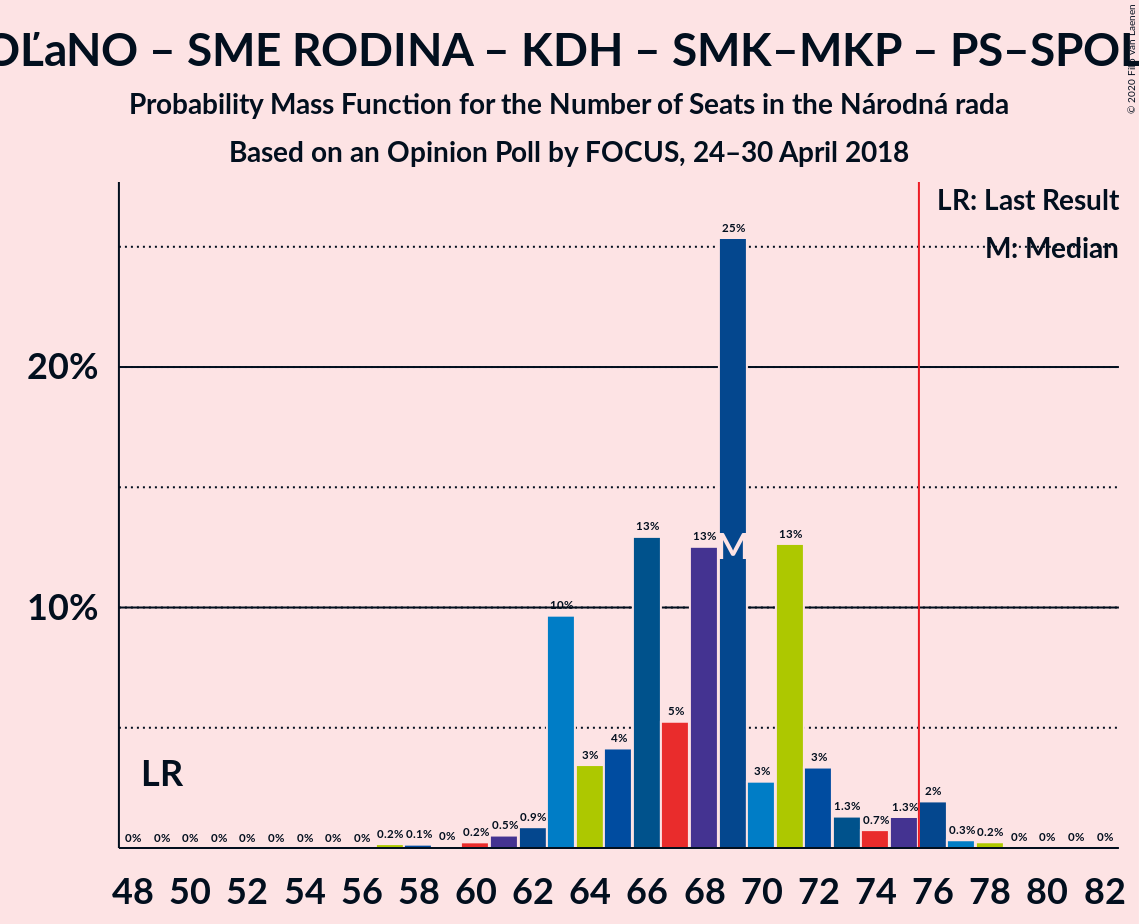 OĽaNO – SME RODINA – KDH – SMK–MKP – PS–SPOL
Probability Mass Function for the Number of Seats in the Národná rada
Based on an Opinion Poll by FOCUS, 24–30 April 2018
© 2020 Filip van Laenen
LR: Last Result
M: Median
25%
20%
13% 13% 13%
M
10%
10%
5%
4%
3% 3% 3%
LR
2%
1.3% 1.3%
0% 0% 0% 0% 0% 0% 0% 0% 0% 0.2% 0.1% 0% 0.2% 0.5% 0.9% 0.7% 0.3% 0.2% 0% 0% 0% 0%
48 50 52 54 56 58 60 62 64 66 68 70 72 74 76 78 80 82